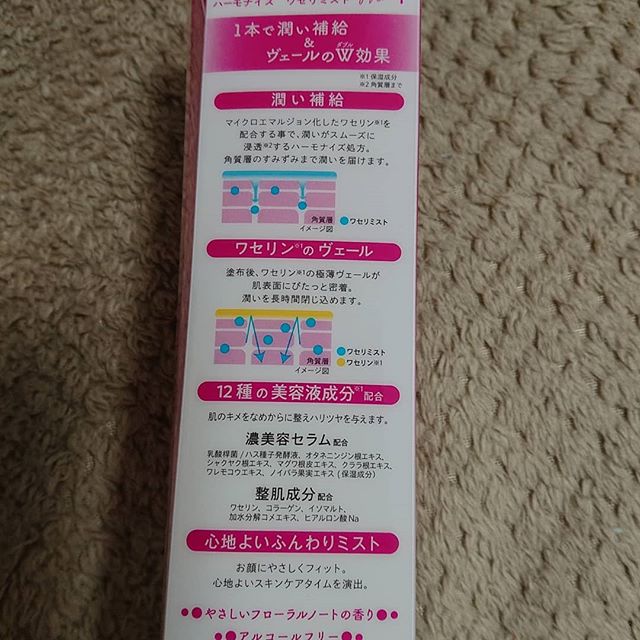 ハーモナイズ ワセリミスト
1本で潤い補給
&
ヴェールのW効果
ダブル
※1 保湿成分
※2 角質層まで
潤い補給
マイクロエマルジョン化したワセリン※1を
配合する事で、潤いがスムーズに
浸透※2するハーモナイズ処方。
角質層のすみずみまで潤いを届けます。
角質層
イメージ図
ワセリミスト
ワセリン※1のヴェール
塗布後、ワセリン※1の極薄ヴェールが
肌表面にぴたっと密着。
潤いを長時間閉じ込めます。
角質層
イメージ図
ワセリミスト
ワセリン※1
12種の美容液成分※1配合
肌のキメをなめからに整えハリツヤを与えます。
濃美容セラム配合
乳酸桿菌/ハス種子発酵液、オタネニンジン根エキス、
シャクヤク根エキス、マグワ根皮エキス、クララ根エキス、
ワレモコウエキス、ノイバラ果実エキス(保湿成分)
整肌成分配合
ワセリン、コラーゲン、イソマルト、
加水分解コメエキス、ヒアルロン酸Na
心地よいふんわりミスト
お顔にやさしくフィット。
心地よいスキンケアタイムを演出。
やさしいフローラルノートの香り
アルコールフリー